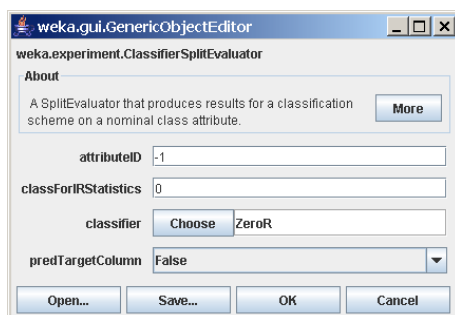 weka.gui.GenericObjectEditor
weka.experiment.ClassifierSplitEvaluator
About
A SplitEvaluator that produces results for a classification
scheme on a nominal class attribute.
More
attributeID -1
classForIRStatistics 0
classifier Choose ZeroR
predTargetColumn False
Open... Save... OK Cancel